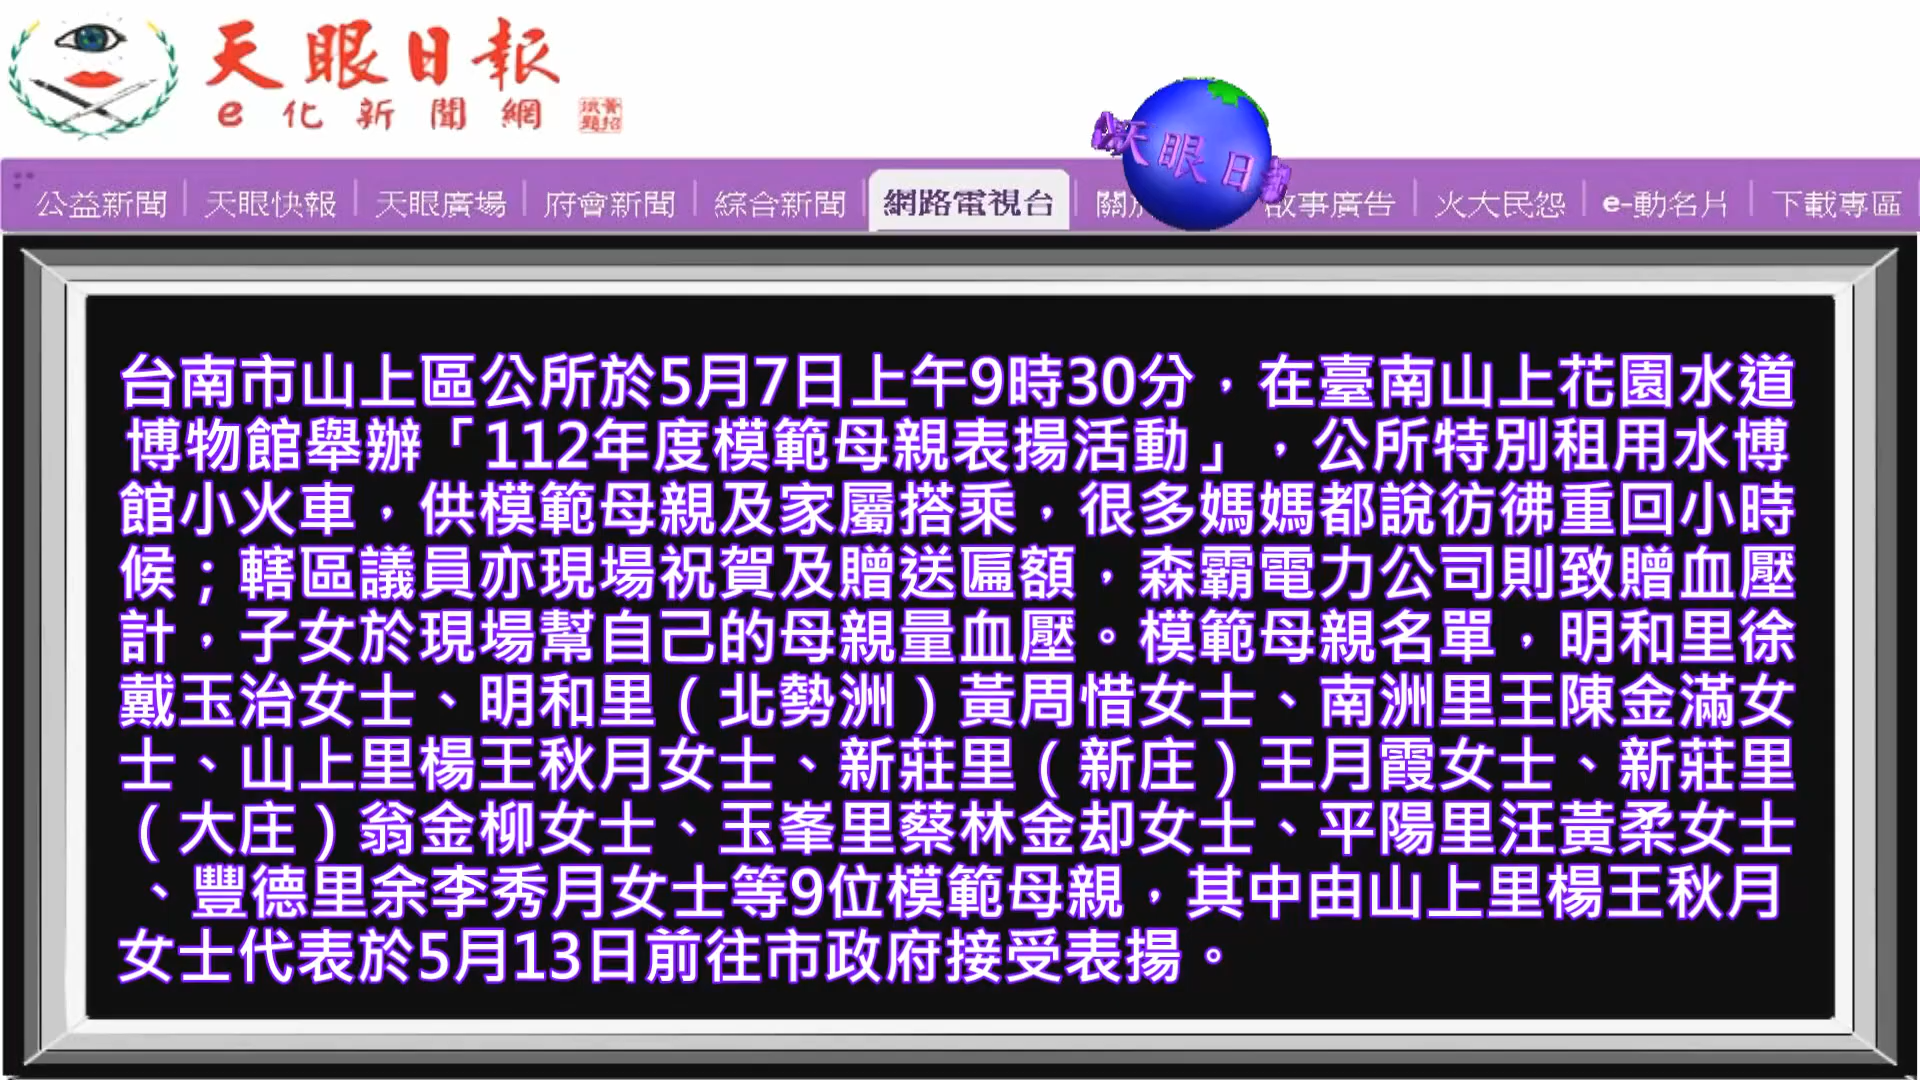 天眼日報
e化新聞網
公益新聞 天眼快報 天眼廣場 府會新聞 綜合新聞 網路電視台 關 故事廣告 火大民怨 e-動名片 下載專區
天眼日報
台南市山上區公所於5月7日上午9時30分，在臺南山上花園水道
博物館舉辦「112年度模範母親表揚活動」，公所特別租用水博
館小火車，供模範母親及家屬搭乘，很多媽媽都說彷彿重回小時
候；轄區議員亦現場祝賀及贈送匾額，森霸電力公司則致贈血壓
計，子女於現場幫自己的母親量血壓。模範母親名單，明和里徐
戴玉治女士、明和里（北勢洲）黃周惜女士、南洲里王陳金滿女
士、山上里楊王秋月女士、新莊里（新庄）王月霞女士、新莊里
（大庄）翁金柳女士、玉峯里蔡林金却女士、平陽里汪黃柔女士
、豐德里余李秀月女士等9位模範母親，其中由山上里楊王秋月
女士代表於5月13日前往市政府接受表揚。